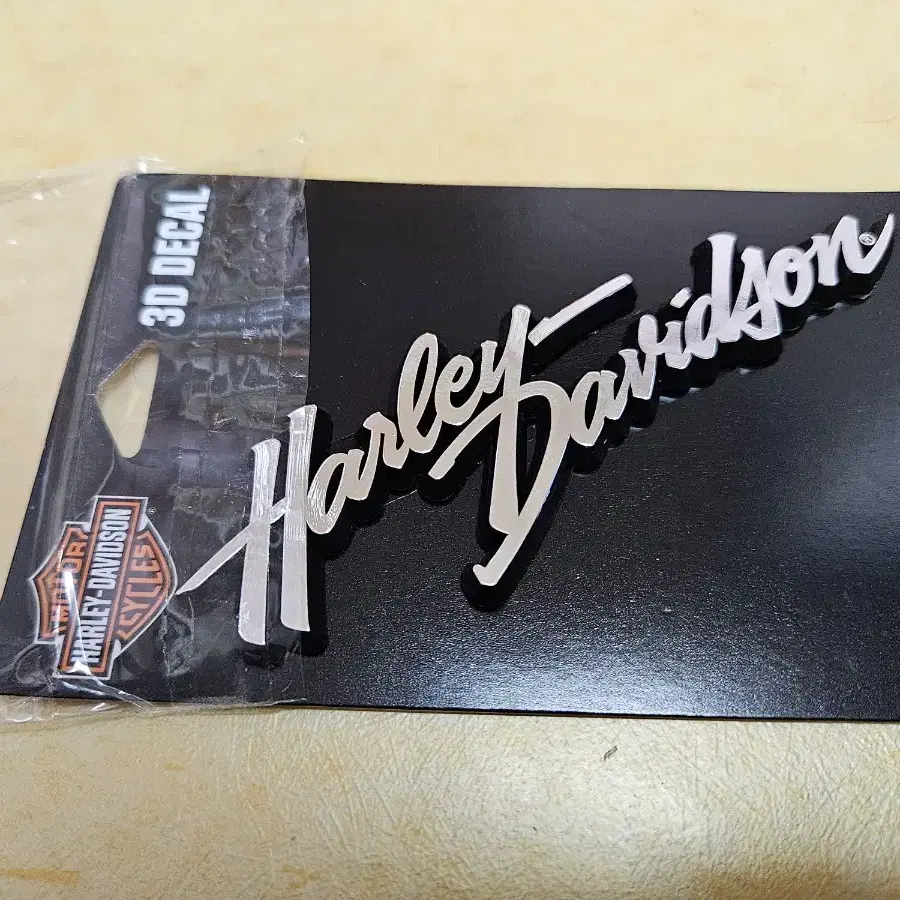 3D DECAL
Harley-
Davidson®
MOTOR
HARLEY-DAVIDSON
CYCLES